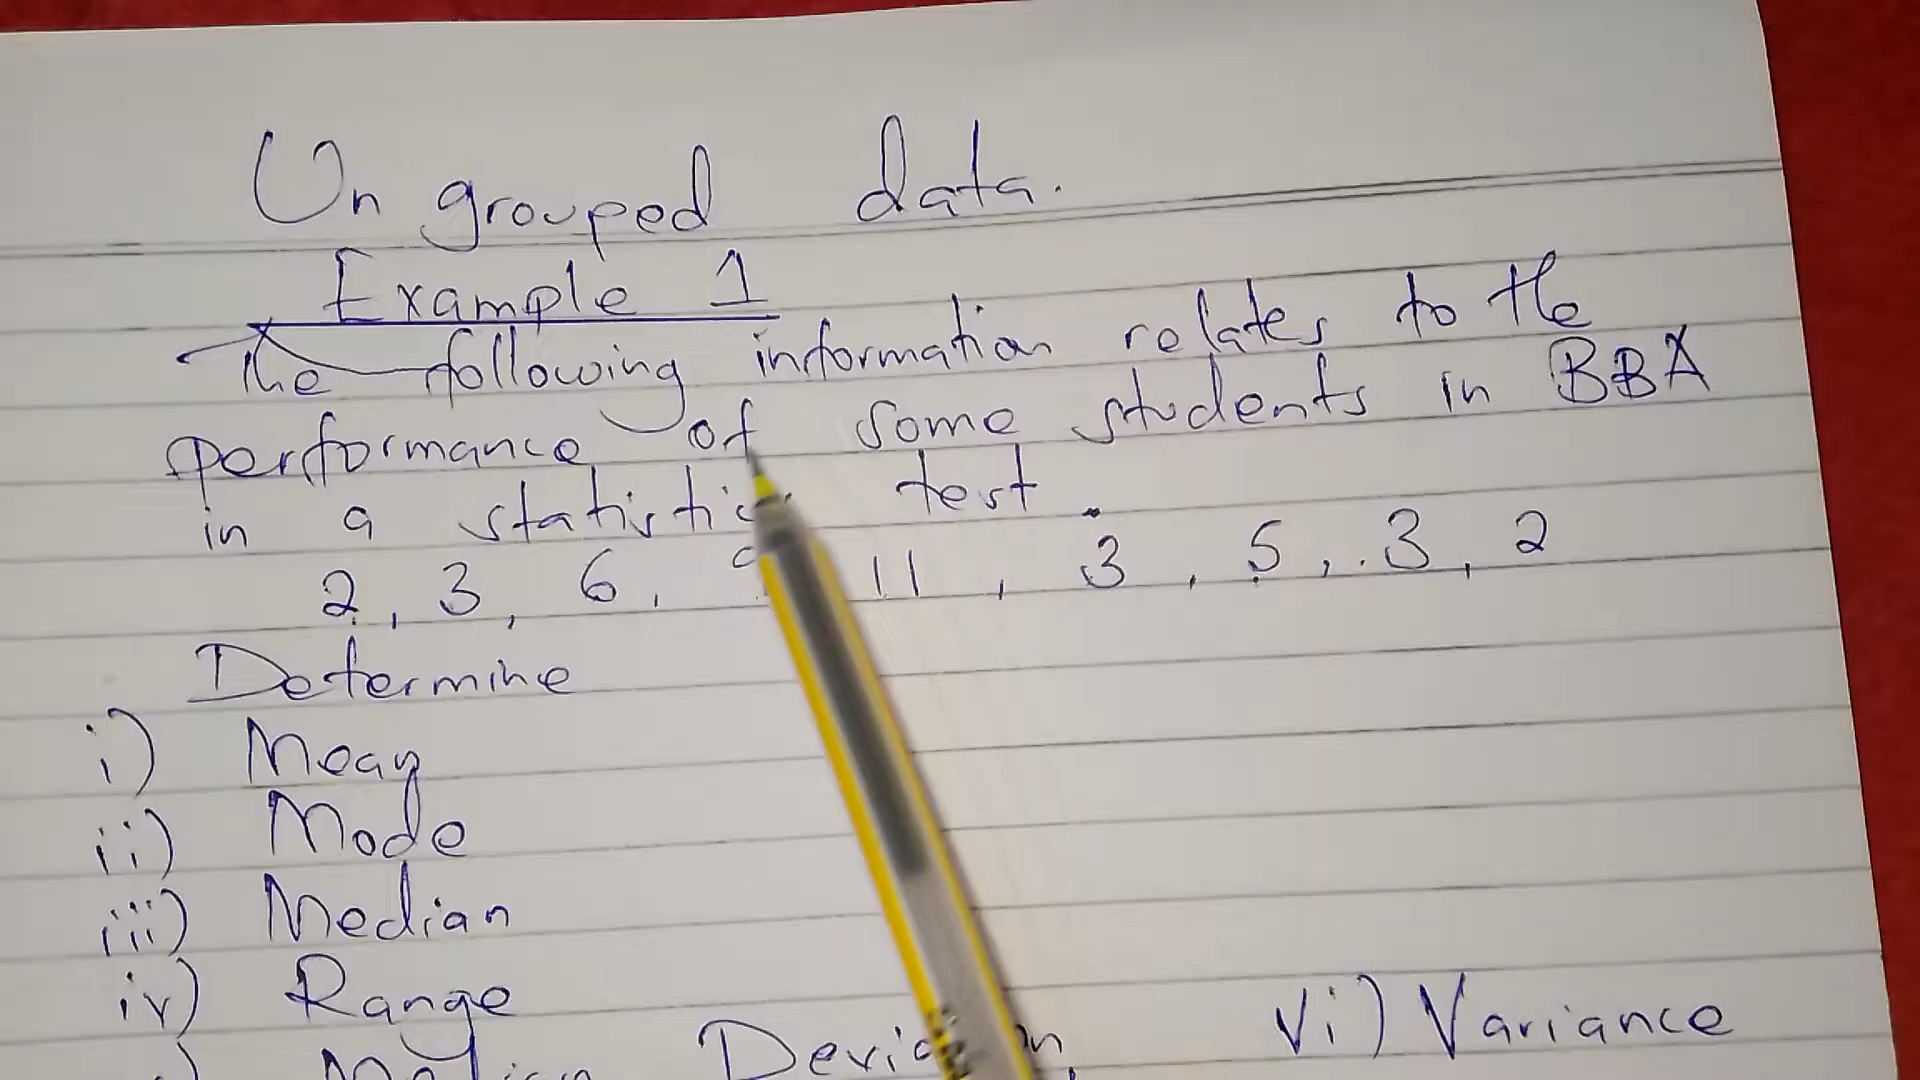 Un grouped data.
Example 1
The following information relates to the
performance of some students in BBA
in a test.
2, 3, 6, 11, 3, 5, 3, 2
Determine
i) Mean
ii) Mode
iii) Median
iv) Range
vi) Variance